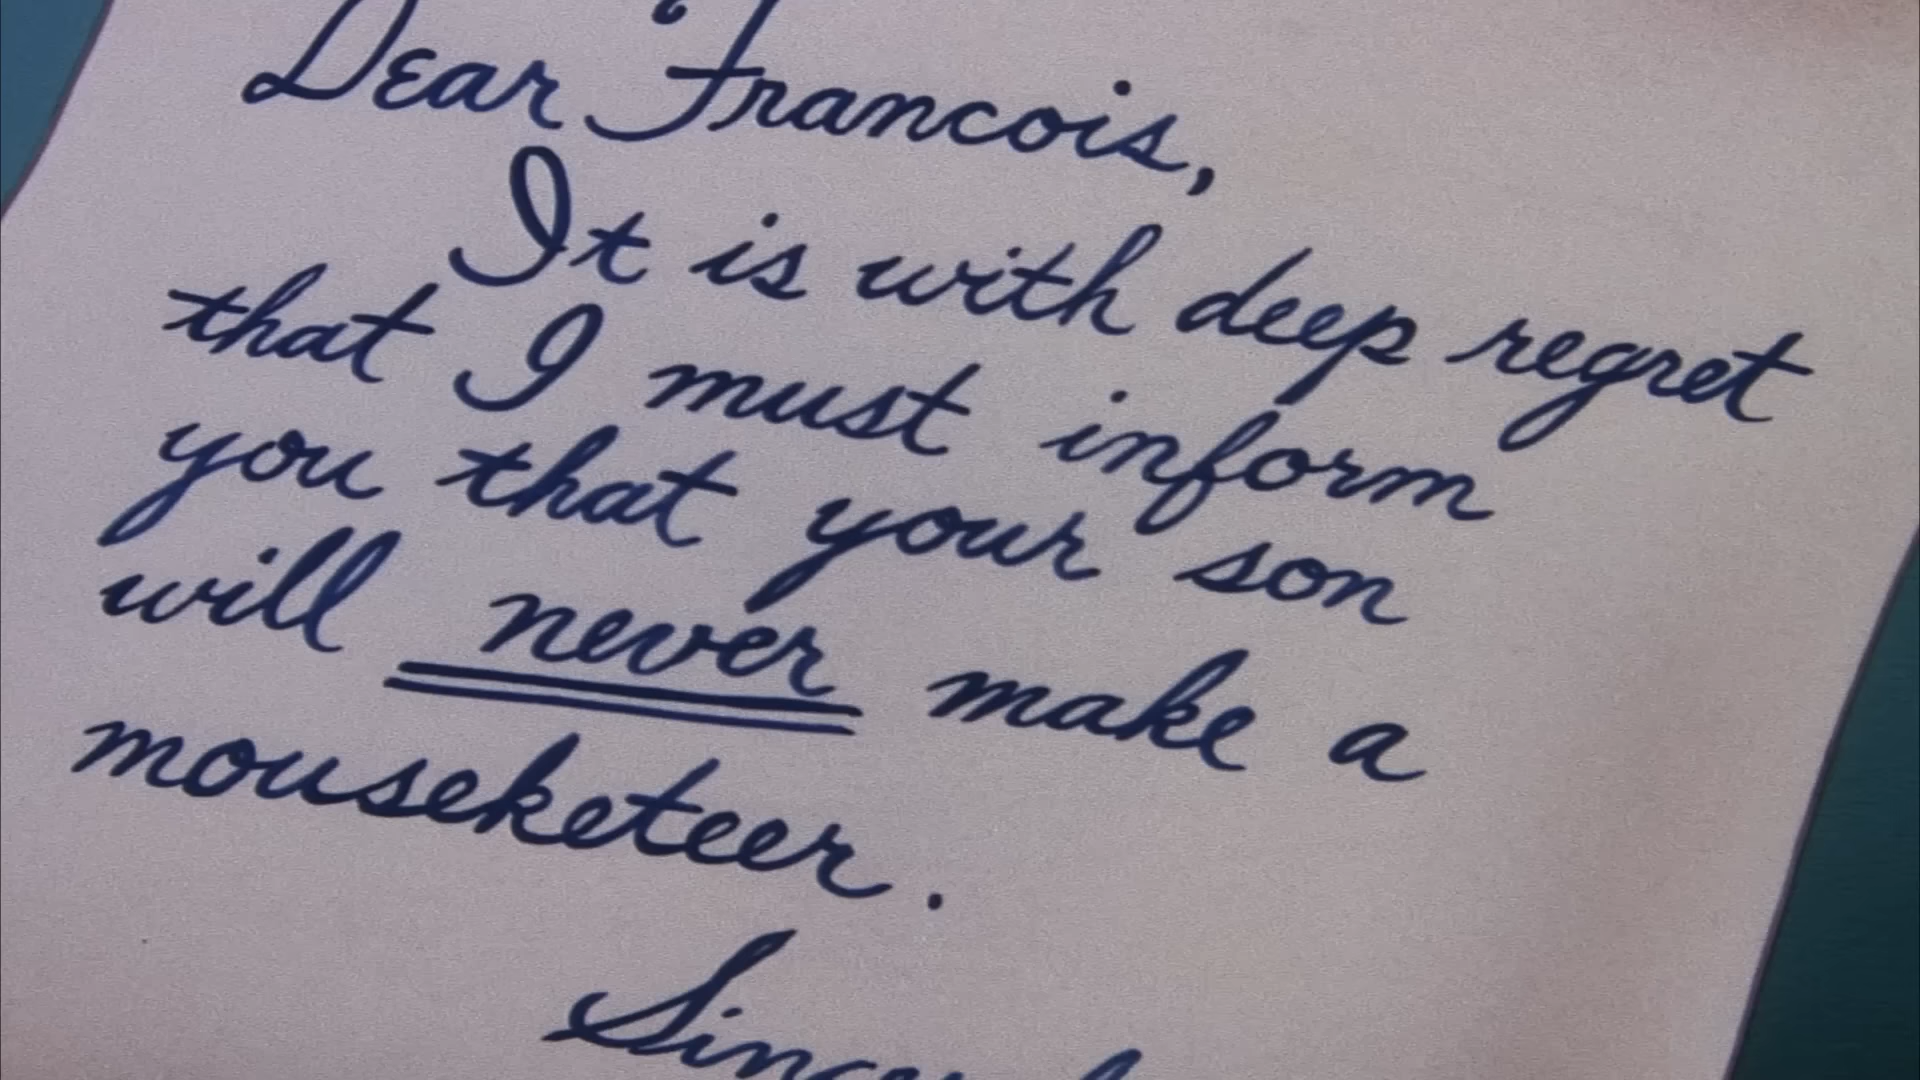 Dear Francois,
It is with deep regret
that I must inform
you that your son
will never make a
mouseketeer.